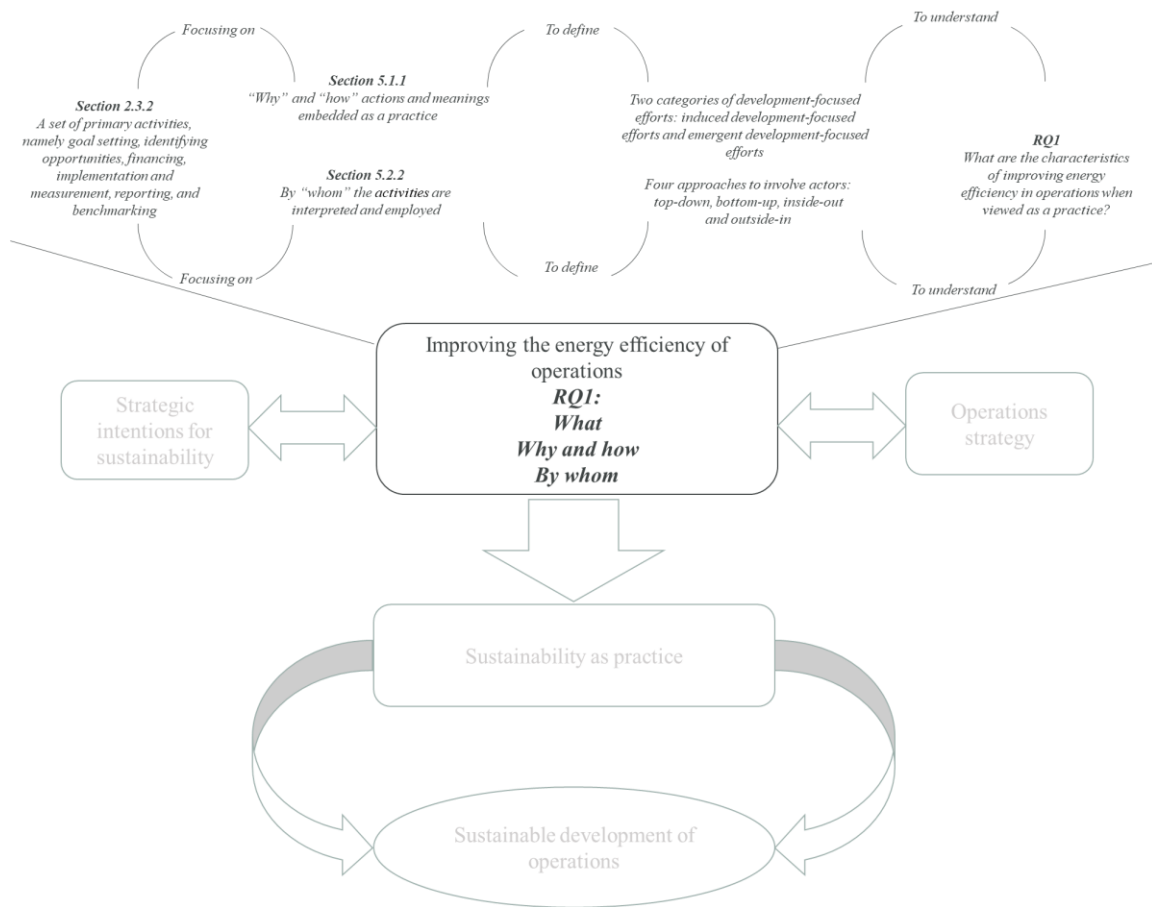 Focusing on
To define
To understand
Section 2.3.2
A set of primary activities,
namely goal setting, identifying
opportunities, financing,
implementation and
measurement, reporting, and
benchmarking
Section 5.1.1
“Why” and “how” actions and meanings
embedded as a practice
Section 5.2.2
By “whom” the activities are
interpreted and employed
Two categories of development-focused
efforts: induced development-focused
efforts and emergent development-focused
efforts
Four approaches to involve actors:
top-down, bottom-up, inside-out
and outside-in
RQ1
What are the characteristics
of improving energy
efficiency in operations when
viewed as a practice?
Focusing on
To define
To understand
Improving the energy efficiency of
operations
RQ1:
What
Why and how
By whom
Strategic
intentions for
sustainability
Operations
strategy
Sustainability as practice
Sustainable development of
operations